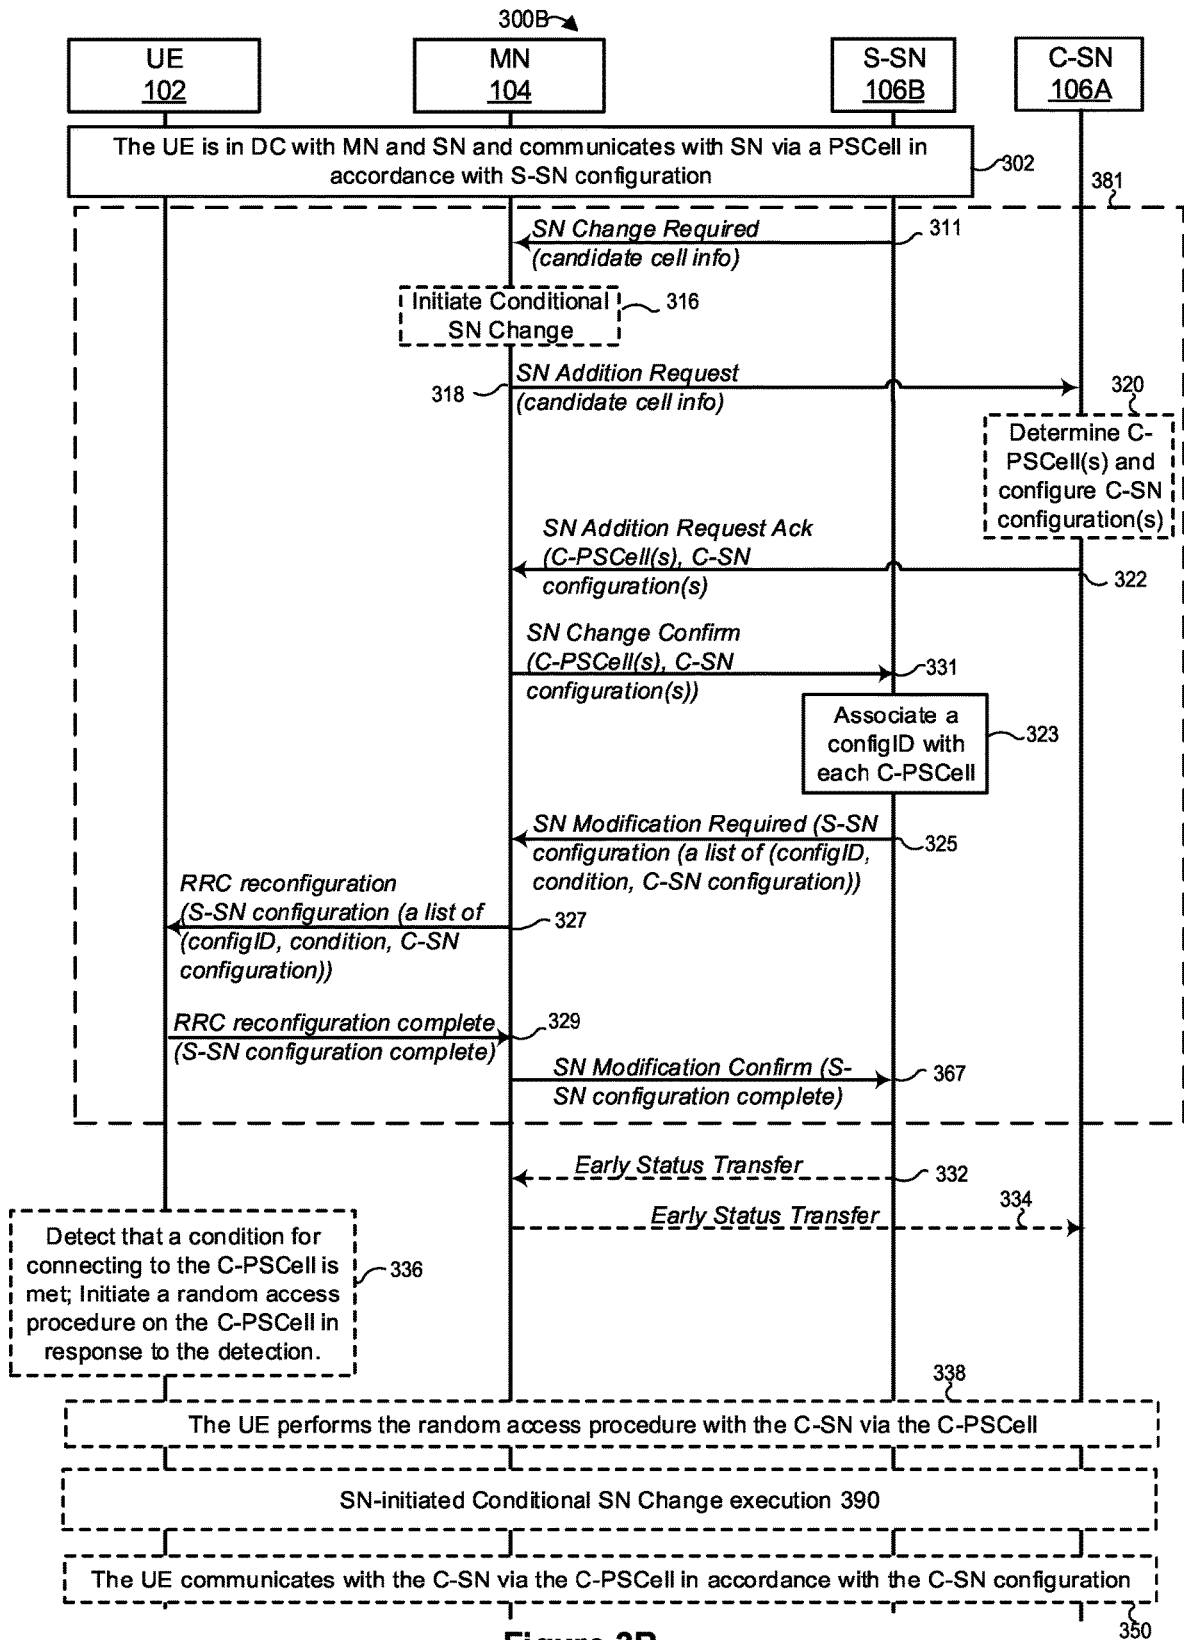 300B
UE
102
MN
104
S-SN
106B
C-SN
106A
The UE is in DC with MN and SN and communicates with SN via a PSCell in
accordance with S-SN configuration
302
381
SN Change Required
(candidate cell info)
311
Initiate Conditional
SN Change
316
318
SN Addition Request
(candidate cell info)
320
Determine C-
PSCell(s) and
configure C-SN
configuration(s)
SN Addition Request Ack
(C-PSCell(s), C-SN
configuration(s)
322
SN Change Confirm
(C-PSCell(s), C-SN
configuration(s))
331
Associate a
configID with
each C-PSCell
323
SN Modification Required (S-SN
configuration (a list of (configID,
condition, C-SN configuration))
325
RRC reconfiguration
(S-SN configuration (a list of
(configID, condition, C-SN
configuration))
327
RRC reconfiguration complete
(S-SN configuration complete)
329
SN Modification Confirm (S-
SN configuration complete)
367
Early Status Transfer
332
Early Status Transfer
334
Detect that a condition for
connecting to the C-PSCell is
met; Initiate a random access
procedure on the C-PSCell in
response to the detection.
336
338
The UE performs the random access procedure with the C-SN via the C-PSCell
SN-initiated Conditional SN Change execution 390
The UE communicates with the C-SN via the C-PSCell in accordance with the C-SN configuration
350